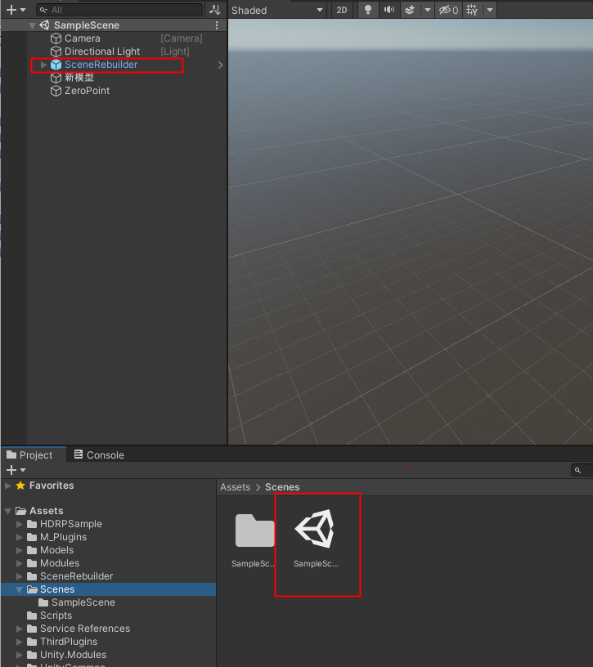 All
Shaded
2D
0
SampleScene
Camera [Camera]
Directional Light [Light]
SceneRebuilder
新模型
ZeroPoint
Project
Console
Favorites
Assets
HDRPSample
M_Plugins
Models
Modules
SceneRebuilder
Scenes
SampleScene
Scripts
Service References
ThirdPlugins
Unity.Modules
UnityCommon
Assets > Scenes
SampleSc...
SampleSc...